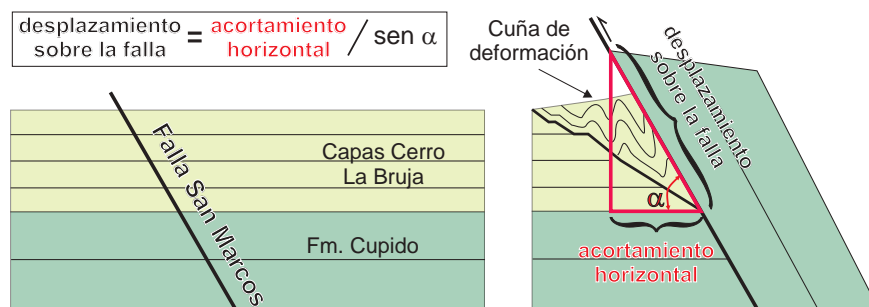 desplazamiento
sobre la falla = acortamiento
horizontal / sen α
Falla San Marcos
Capas Cerro
La Bruja
Fm. Cupido
Cuña de
deformación
desplazamiento
sobre la falla
α
acortamiento
horizontal